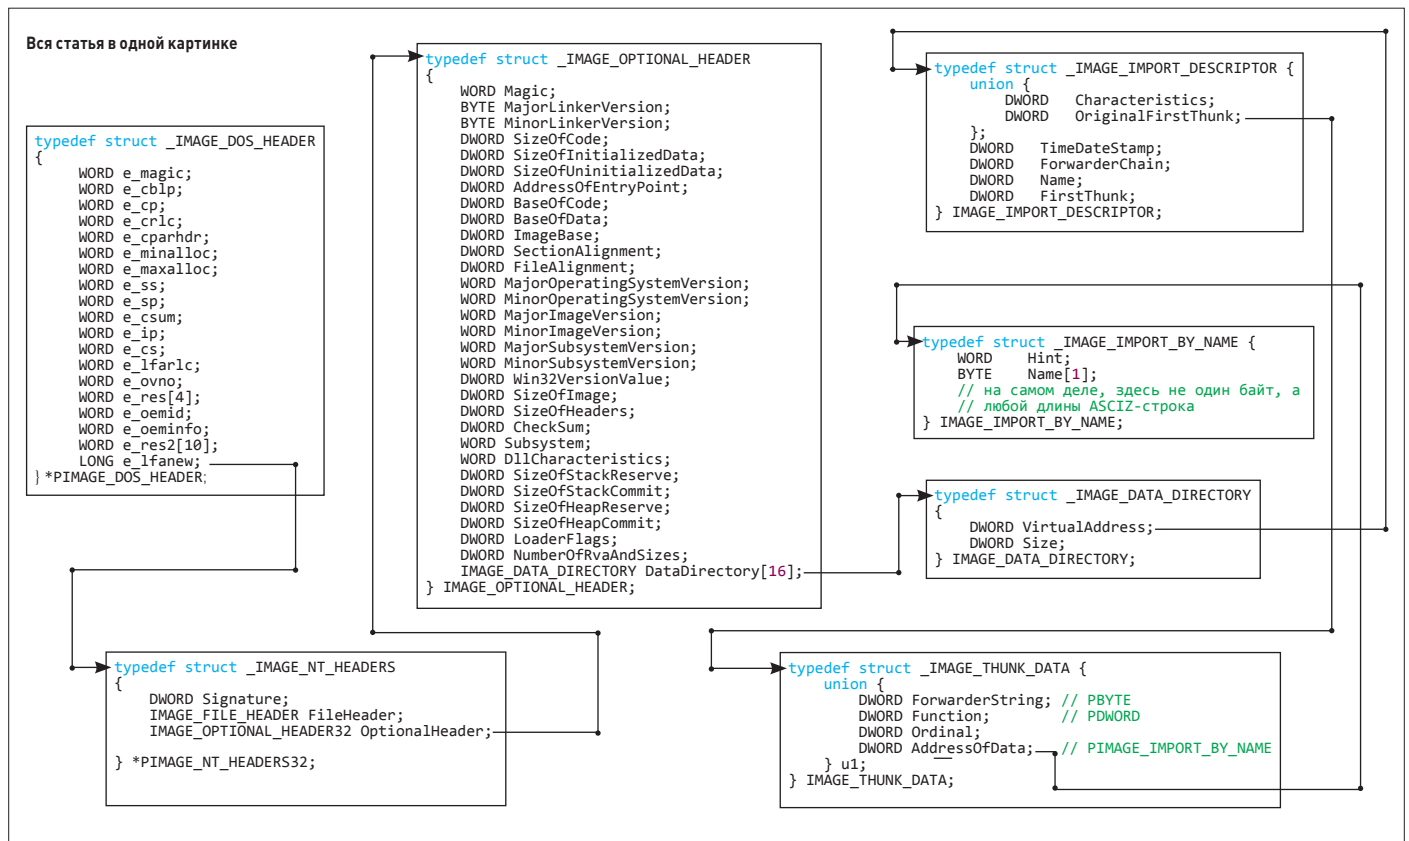 Вся статья в одной картинке
typedef struct _IMAGE_DOS_HEADER
{
WORD e_magic;
WORD e_cblp;
WORD e_cp;
WORD e_crlc;
WORD e_cparhdr;
WORD e_minalloc;
WORD e_maxalloc;
WORD e_ss;
WORD e_sp;
WORD e_csum;
WORD e_ip;
WORD e_cs;
WORD e_lfarlc;
WORD e_ovno;
WORD e_res[4];
WORD e_oemid;
WORD e_oeminfo;
WORD e_res2[10];
LONG e_lfanew;
} *PIMAGE_DOS_HEADER;
typedef struct _IMAGE_NT_HEADERS
{
DWORD Signature;
IMAGE_FILE_HEADER FileHeader;
IMAGE_OPTIONAL_HEADER32 OptionalHeader;
} *PIMAGE_NT_HEADERS32;
typedef struct _IMAGE_OPTIONAL_HEADER
{
WORD Magic;
BYTE MajorLinkerVersion;
BYTE MinorLinkerVersion;
DWORD SizeOfCode;
DWORD SizeOfInitializedData;
DWORD SizeOfUninitializedData;
DWORD AddressOfEntryPoint;
DWORD BaseOfCode;
DWORD BaseOfData;
DWORD ImageBase;
DWORD SectionAlignment;
DWORD FileAlignment;
WORD MajorOperatingSystemVersion;
WORD MinorOperatingSystemVersion;
WORD MajorImageVersion;
WORD MinorImageVersion;
WORD MajorSubsystemVersion;
WORD MinorSubsystemVersion;
DWORD Win32VersionValue;
DWORD SizeOfImage;
DWORD SizeOfHeaders;
DWORD CheckSum;
WORD Subsystem;
WORD DllCharacteristics;
DWORD SizeOfStackReserve;
DWORD SizeOfStackCommit;
DWORD SizeOfHeapReserve;
DWORD SizeOfHeapCommit;
DWORD LoaderFlags;
DWORD NumberOfRvaAndSizes;
IMAGE_DATA_DIRECTORY DataDirectory[16];
} IMAGE_OPTIONAL_HEADER;
typedef struct _IMAGE_IMPORT_DESCRIPTOR {
union {
DWORD Characteristics;
DWORD OriginalFirstThunk;
};
DWORD TimeDateStamp;
DWORD ForwarderChain;
DWORD Name;
DWORD FirstThunk;
} IMAGE_IMPORT_DESCRIPTOR;
typedef struct _IMAGE_IMPORT_BY_NAME {
WORD Hint;
BYTE Name[1];
// на самом деле, здесь не один байт, а
// любой длины ASCIZ-строка
} IMAGE_IMPORT_BY_NAME;
typedef struct _IMAGE_DATA_DIRECTORY
{
DWORD VirtualAddress;
DWORD Size;
} IMAGE_DATA_DIRECTORY;
typedef struct _IMAGE_THUNK_DATA {
union {
DWORD ForwarderString; // PBYTE
DWORD Function; // PDWORD
DWORD Ordinal;
DWORD AddressOfData; // PIMAGE_IMPORT_BY_NAME
} u1;
} IMAGE_THUNK_DATA;